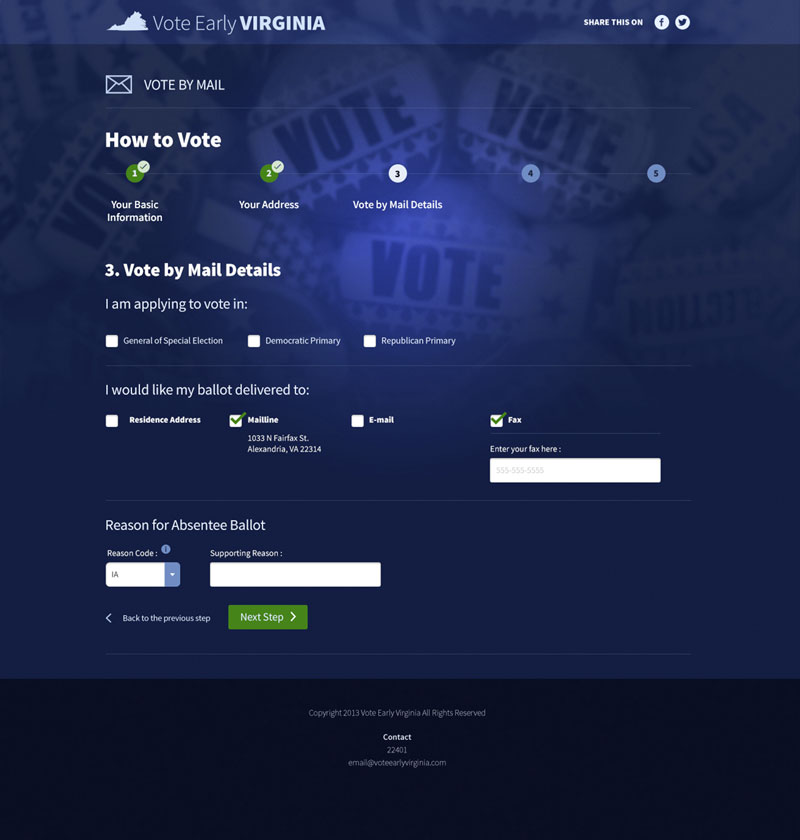 Vote Early VIRGINIA
SHARE THIS ON
VOTE BY MAIL
VOTE
VOTE
USA
How to Vote
1
2
3
4
5
Your Basic
Information
Your Address
Vote by Mail Details
VOTE
ELECTION
3. Vote by Mail Details
I am applying to vote in:
General of Special Election
Democratic Primary
Republican Primary
I would like my ballot delivered to:
Residence Address
Mailline
E-mail
Fax
1033 N Fairfax St.
Alexandria, VA 22314
Enter your fax here :
555-555-5555
Reason for Absentee Ballot
Reason Code :
i
Supporting Reason :
IA
Back to the previous step
Next Step
Copyright 2013 Vote Early Virginia All Rights Reserved
Contact
22401
email@voteearlyvirginia.com